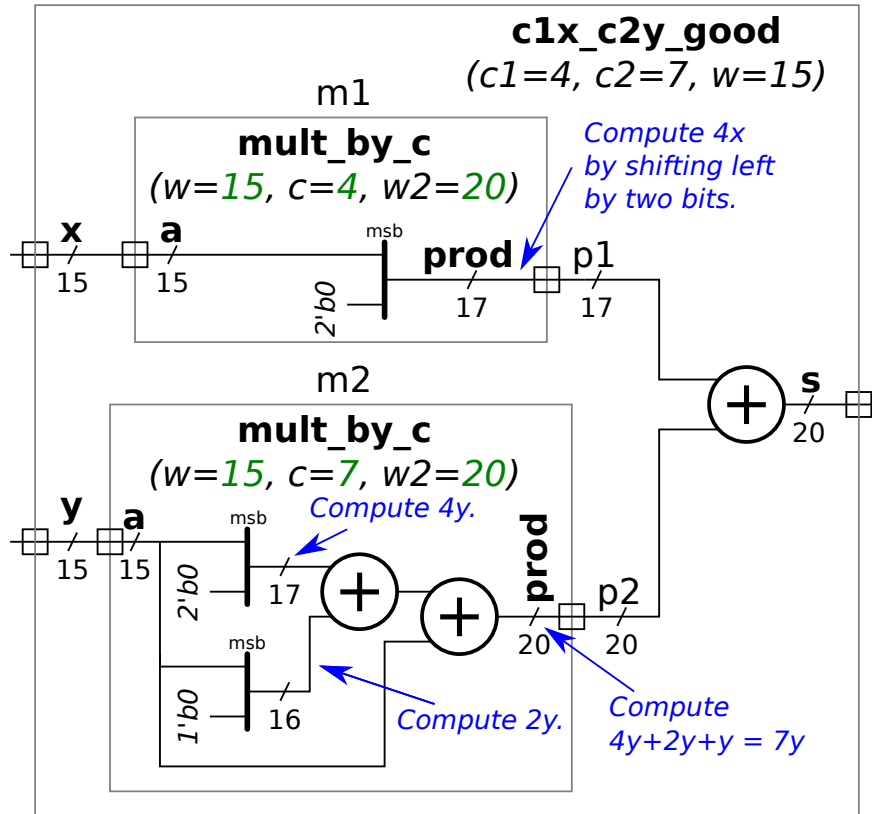 c1x_c2y_good
(c1=4, c2=7, w=15)
m1
mult_by_c
(w=15, c=4, w2=20)
Compute 4x
by shifting left
by two bits.
x
15
a
15
msb
2'b0
prod
17
p1
17
s
20
m2
mult_by_c
(w=15, c=7, w2=20)
Compute 4y.
y
15
a
15
msb
2'b0
17
msb
1'b0
16
prod
20
p2
20
Compute 2y.
Compute
4y+2y+y = 7y